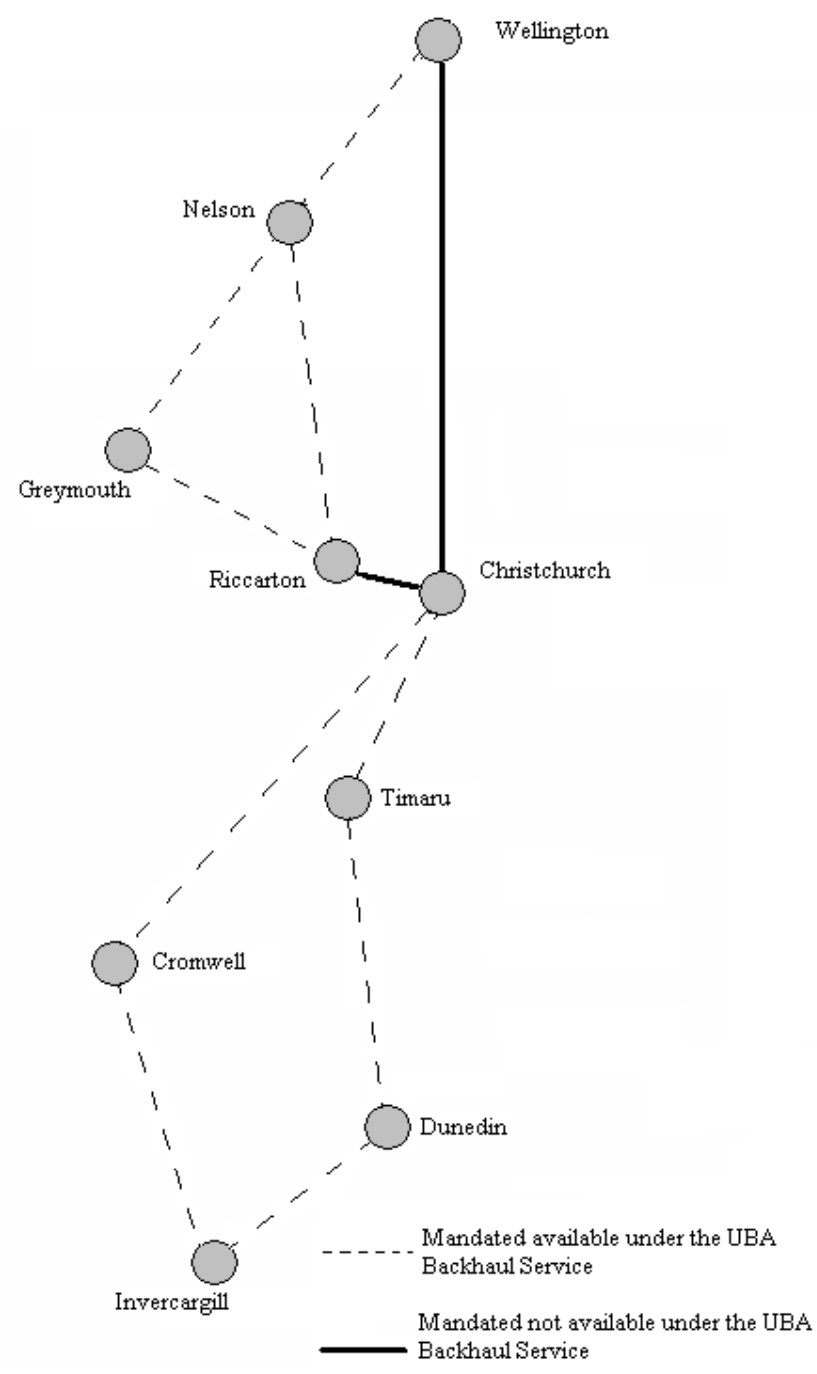 Wellington
Nelson
Greymouth
Riccarton
Christchurch
Timaru
Cromwell
Dunedin
Invercargill
Mandated available under the UBA
Backhaul Service
Mandated not available under the UBA
Backhaul Service